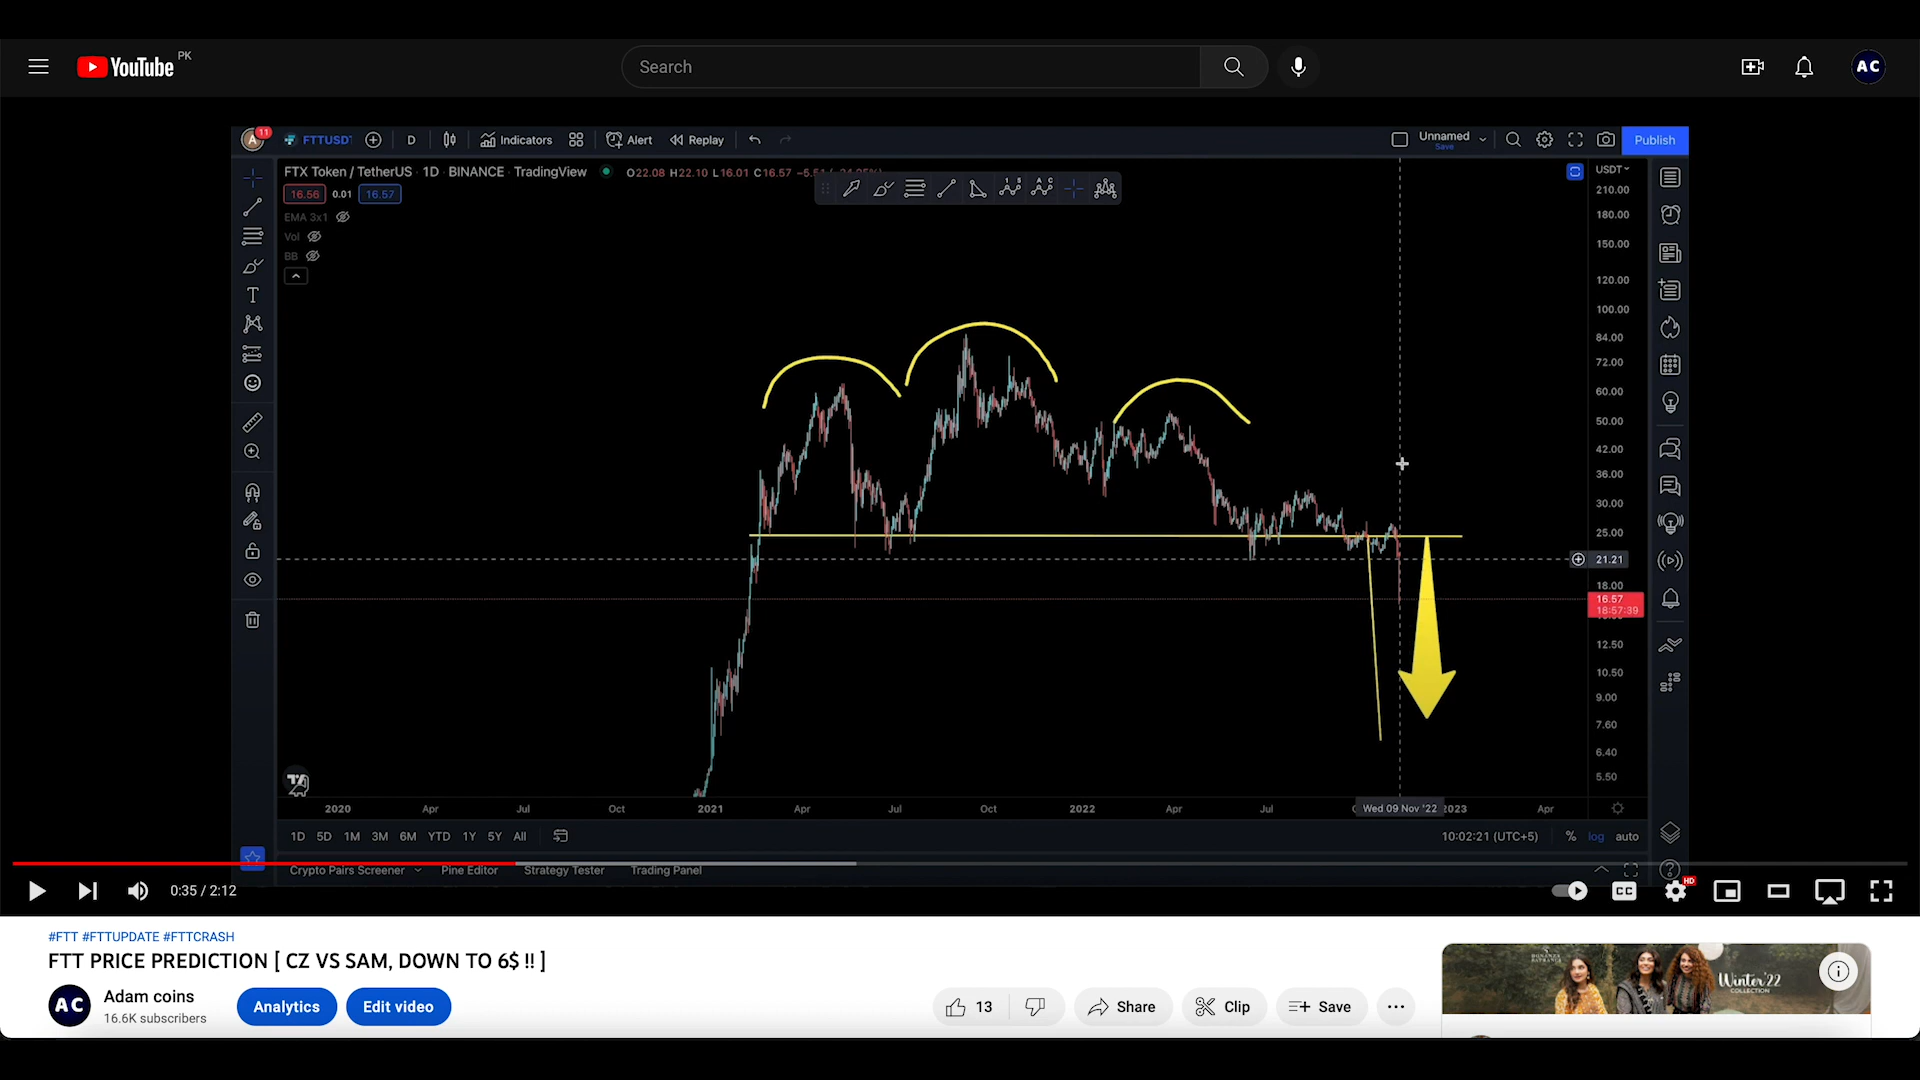 YouTube PK
Search
AC
A 11
FTTUSDT
D
Indicators
Alert
Replay
Unnamed
Save
Publish
FTX Token / TetherUS · 1D · BINANCE · TradingView
O22.08 H22.10 L16.01 C16.57
USDT
16.56
0.01
16.57
EMA 3x1
Vol
BB
210.00
180.00
150.00
120.00
100.00
84.00
72.00
60.00
50.00
42.00
36.00
30.00
25.00
21.21
18.00
16.57
18:57:39
12.50
10.50
9.00
7.60
6.40
5.50
2020
Apr
Jul
Oct
2021
Apr
Jul
Oct
2022
Apr
Jul
Wed 09 Nov '22
2023
Apr
1D 5D 1M 3M 6M YTD 1Y 5Y All
10:02:21 (UTC+5)
% log auto
Crypto Pairs Screener
Pine Editor
Strategy Tester
Trading Panel
0:35 / 2:12
CC
HD
#FTT #FTTUPDATE #FTTCRASH
FTT PRICE PREDICTION [ CZ VS SAM, DOWN TO 6$ !! ]
AC
Adam coins
16.6K subscribers
Analytics
Edit video
13
Share
Clip
Save
Winter'22
COLLECTION